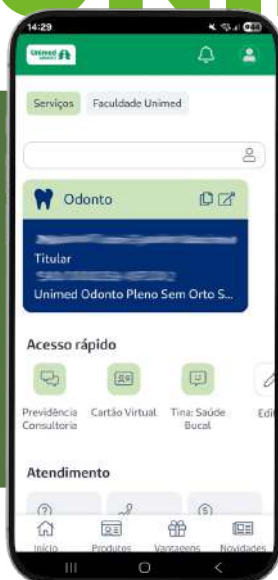 14:29
Unimed
Serviços
Faculdade Unimed
Odonto
Titular
Unimed Odonto Pleno Sem Orto S...
Acesso rápido
Previdência Consultoria
Cartão Virtual
Tina: Saúde Bucal
Edi
Atendimento
Início
Produtos
Vantagens
Novidades